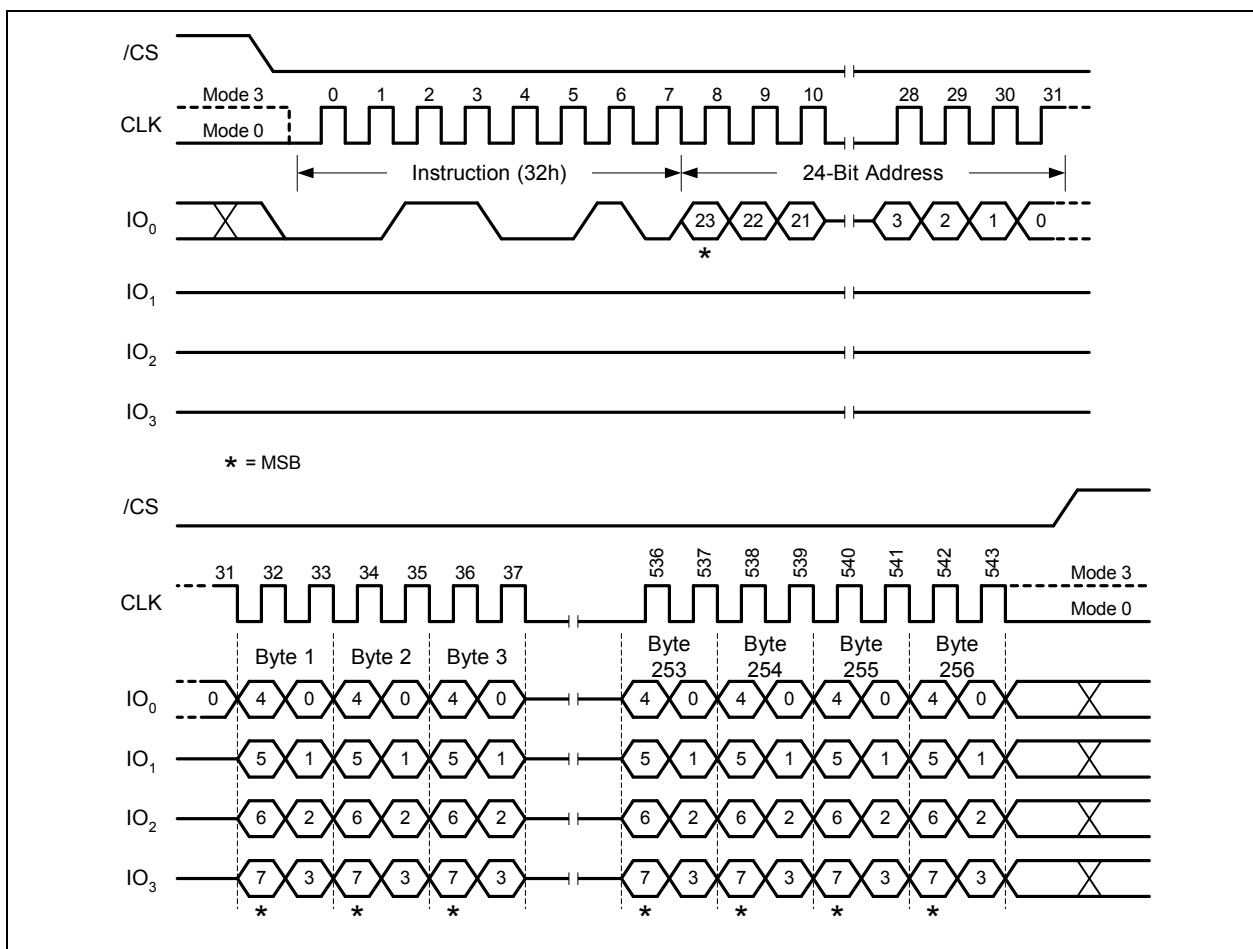 /CS
Mode 3 0 1 2 3 4 5 6 7 8 9 10 28 29 30 31
CLK
Mode 0
Instruction (32h) 24-Bit Address
IO0 23 22 21 3 2 1 0
*
IO1
IO2
IO3
* = MSB
/CS
31 32 33 34 35 36 37 536 537 538 539 540 541 542 543 Mode 3
CLK
Mode 0
Byte 1 Byte 2 Byte 3 Byte 253 Byte 254 Byte 255 Byte 256
IO0 0 4 0 4 0 4 0 4 0 4 0 4 0 4 0
IO1 5 1 5 1 5 1 5 1 5 1 5 1 5 1
IO2 6 2 6 2 6 2 6 2 6 2 6 2 6 2
IO3 7 3 7 3 7 3 7 3 7 3 7 3 7 3
* * * * * * *